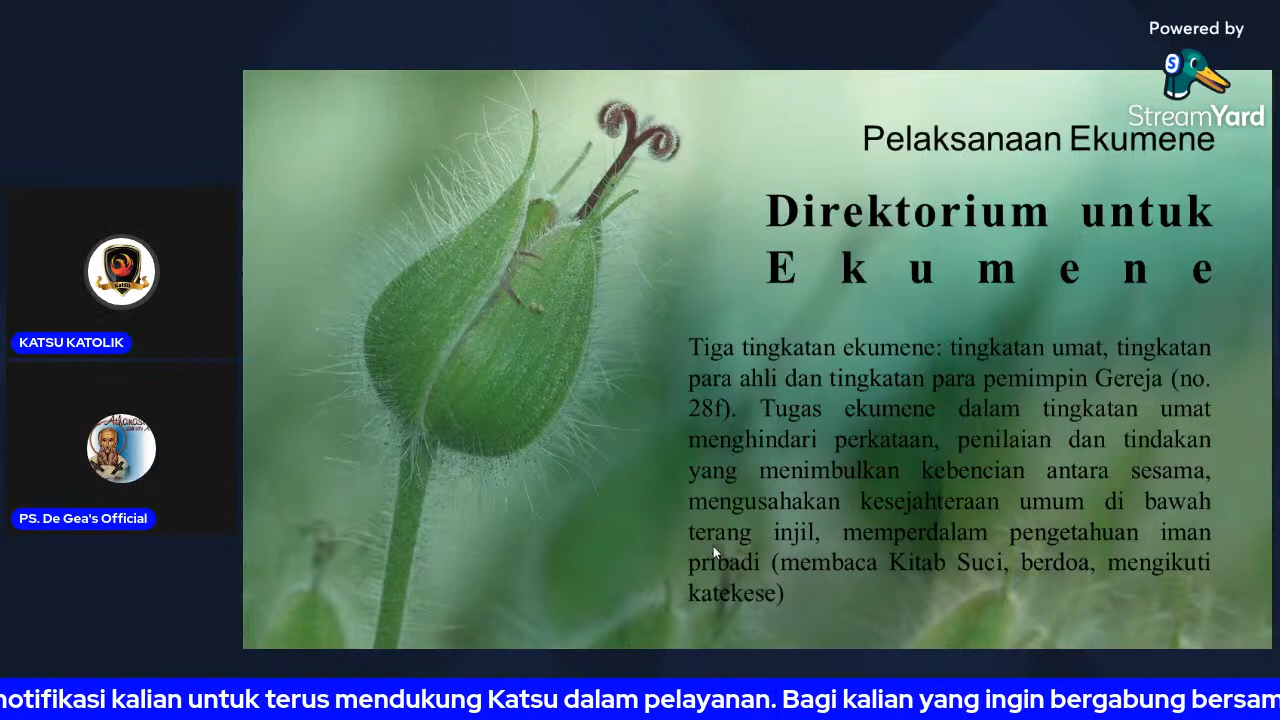 Powered by
StreamYard
Pelaksanaan Ekumene
Direktorium untuk
Ekumene
Tiga tingkatan ekumene: tingkatan umat, tingkatan
para ahli dan tingkatan para pemimpin Gereja (no.
28f). Tugas ekumene dalam tingkatan umat
menghindari perkataan, penilaian dan tindakan
yang menimbulkan kebencian antara sesama,
mengusahakan kesejahteraan umum di bawah
terang injil, memperdalam pengetahuan iman
pribadi (membaca Kitab Suci, berdoa, mengikuti
katekese)
KATSU KATOLIK
PS. De Gea's Official
notifikasi kalian untuk terus mendukung Katsu dalam pelayanan. Bagi kalian yang ingin bergabung bersam